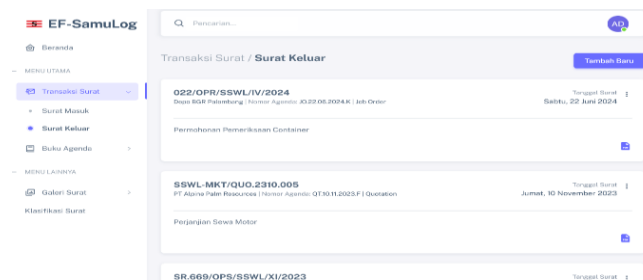 EF-SamuLog
Pencarian...
AD
Beranda
Transaksi Surat / Surat Keluar
Tambah Baru
MENU UTAMA
Transaksi Surat
Surat Masuk
Surat Keluar
Buku Agenda
MENU LAINNYA
Galeri Surat
Klasifikasi Surat
022/OPR/SSWL/IV/2024
Tanggal Surat
Depo SGR Palembang | Nomor Agenda: JO.22.06.2024.K | Job Order
Sabtu, 22 Juni 2024
Permohonan Pemeriksaan Container
SSWL-MKT/QUO.2310.005
Tanggal Surat
PT Alpine Palm Resources | Nomor Agenda: QT.10.11.2023.F | Quotation
Jumat, 10 November 2023
Perjanjian Sewa Motor
SR.669/OPS/SSWL/XI/2023
Tanggal Surat